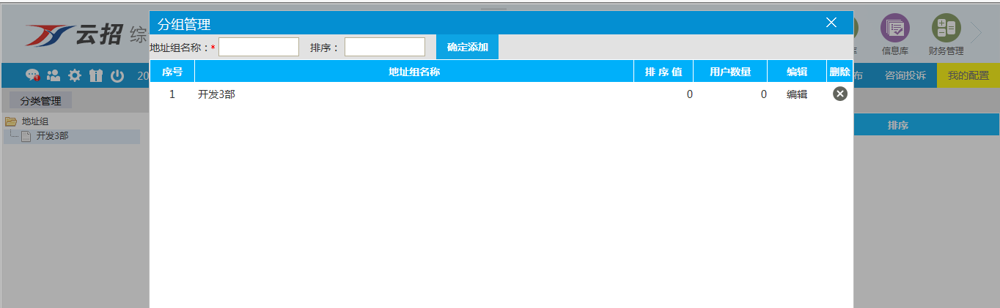 云招 综
信息库
财务管理
20
布
咨询投诉
我的配置
分类管理
地址组
开发3部
分组管理
地址组名称：*
排序：
确定添加
序号
地址组名称
排 序 值
用户数量
编辑
删除
1
开发3部
0
0
编辑
排序